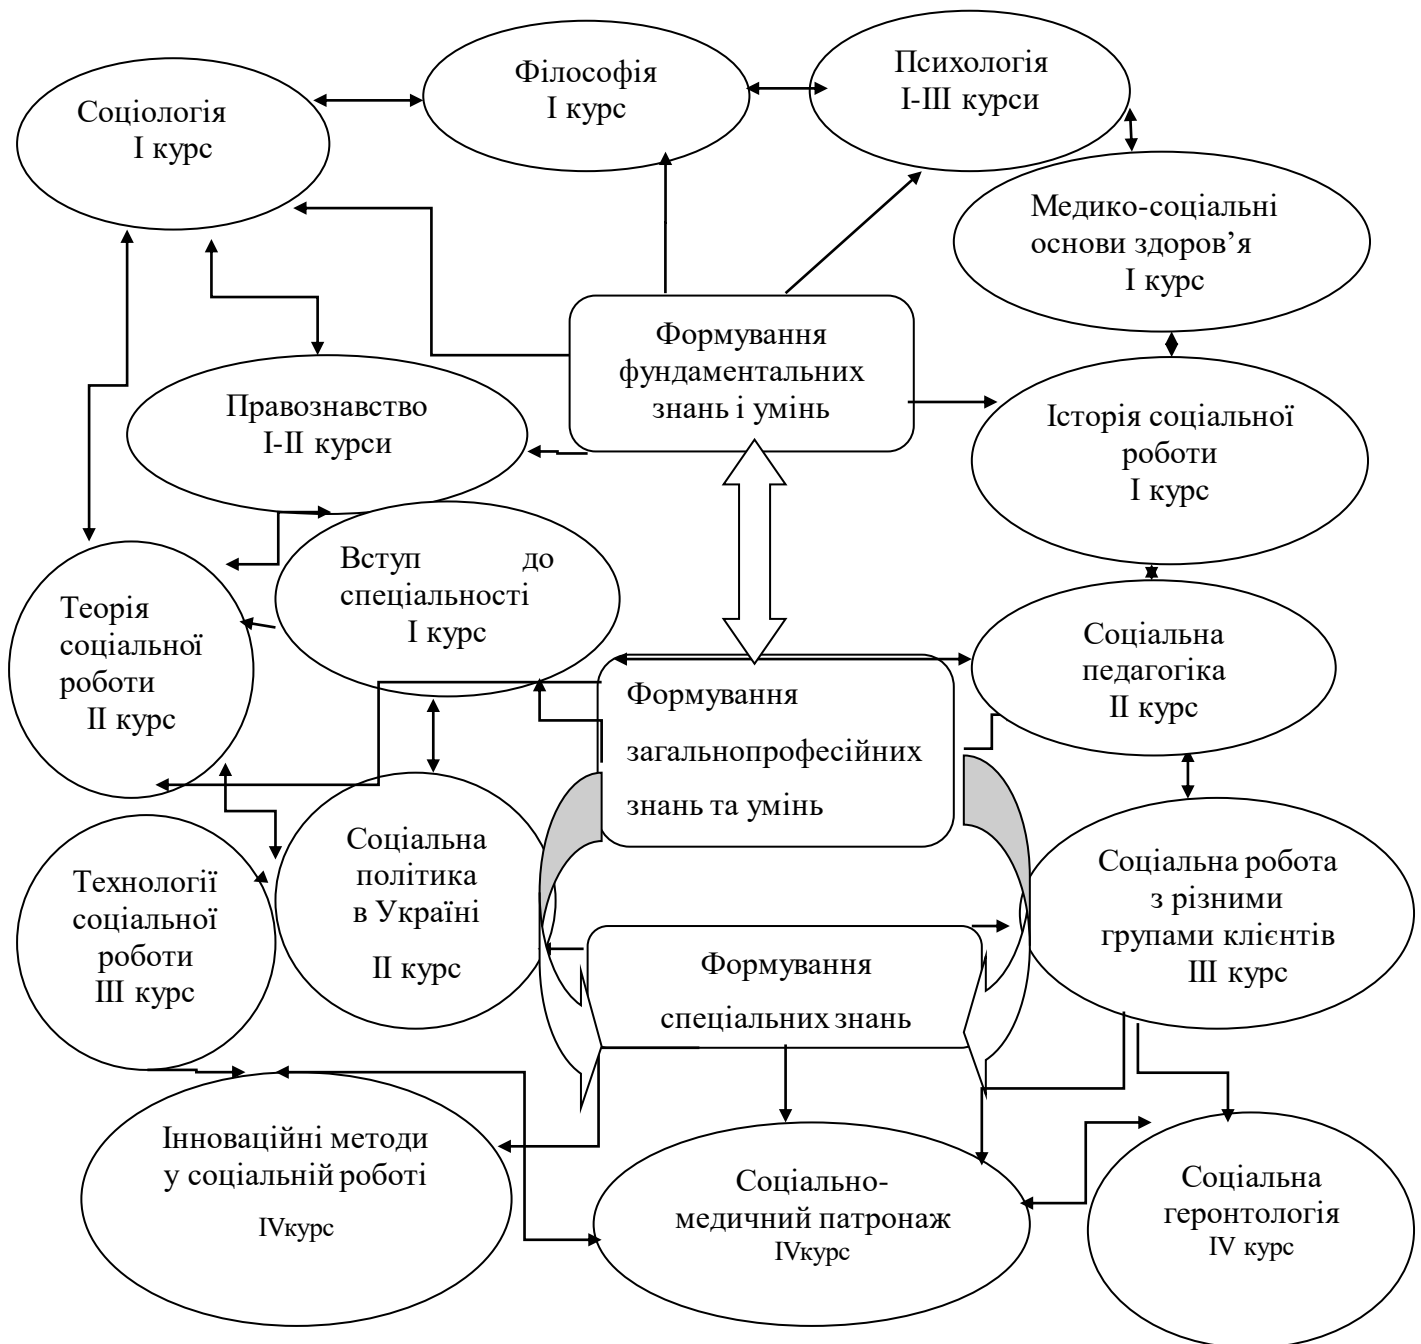 Соціологія
І курс
Філософія
І курс
Психологія
І-ІІІ курси
Медико-соціальні
основи здоров’я
І курс
Формування
фундаментальних
знань і умінь
Правознавство
І-ІІ курси
Історія соціальної
роботи
І курс
Вступ до
спеціальності
І курс
Теорія
соціальної
роботи
ІІ курс
Соціальна
педагогіка
ІІ курс
Формування
загальнопрофесійних
знань та умінь
Соціальна
політика
в Україні
ІІ курс
Технології
соціальної
роботи
ІІІ курс
Соціальна робота
з різними
групами клієнтів
ІІІ курс
Формування
спеціальних знань
Інноваційні методи
у соціальній роботі
ІVкурс
Соціально-
медичний патронаж
ІVкурс
Соціальна
геронтологія
ІV курс